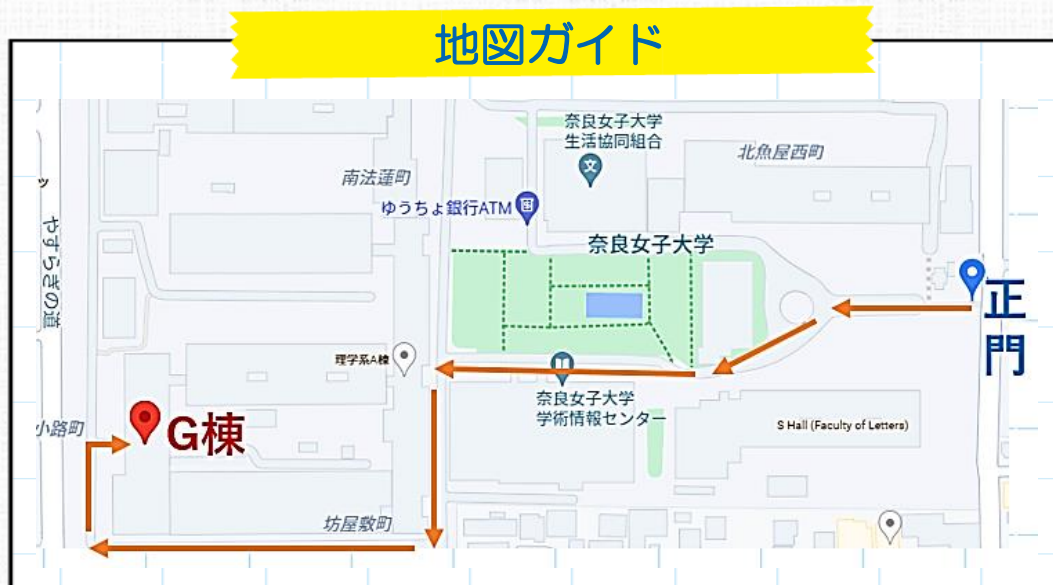 地図ガイド
奈良女子大学
生活協同組合
北魚屋西町
南法蓮町
ッ
ゆうちょ銀行ATM
奈良女子大学
やすらぎの道
正門
理学系A棟
奈良女子大学
学術情報センター
S Hall (Faculty of Letters)
小路町
G棟
坊屋敷町